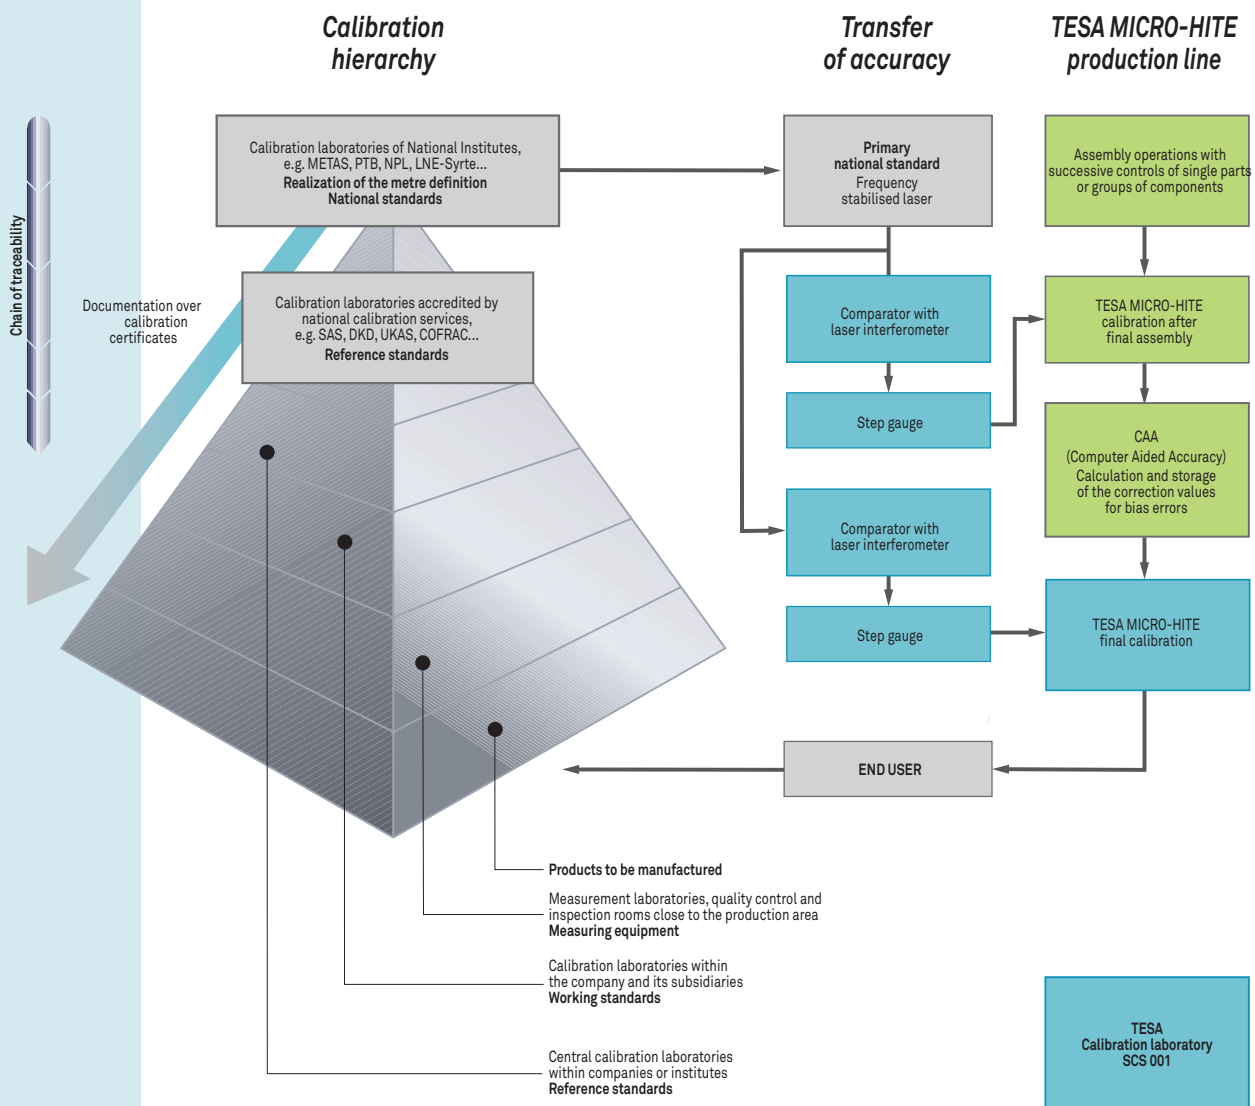 Calibration
hierarchy
Transfer
of accuracy
TESA MICRO-HITE
production line
Chain of traceability
Documentation over
calibration
certificates
Calibration laboratories of National Institutes,
e.g. METAS, PTB, NPL, LNE-Syrte...
Realization of the metre definition
National standards
Calibration laboratories accredited by
national calibration services,
e.g. SAS, DKD, UKAS, COFRAC...
Reference standards
Primary
national standard
Frequency
stabilised laser
Comparator with
laser interferometer
Step gauge
Comparator with
laser interferometer
Step gauge
END USER
Assembly operations with
successive controls of single parts
or groups of components
TESA MICRO-HITE
calibration after
final assembly
CAA
(Computer Aided Accuracy)
Calculation and storage
of the correction values
for bias errors
TESA MICRO-HITE
final calibration
Products to be manufactured
Measurement laboratories, quality control and
inspection rooms close to the production area
Measuring equipment
Calibration laboratories within
the company and its subsidiaries
Working standards
Central calibration laboratories
within companies or institutes
Reference standards
TESA
Calibration laboratory
SCS 001